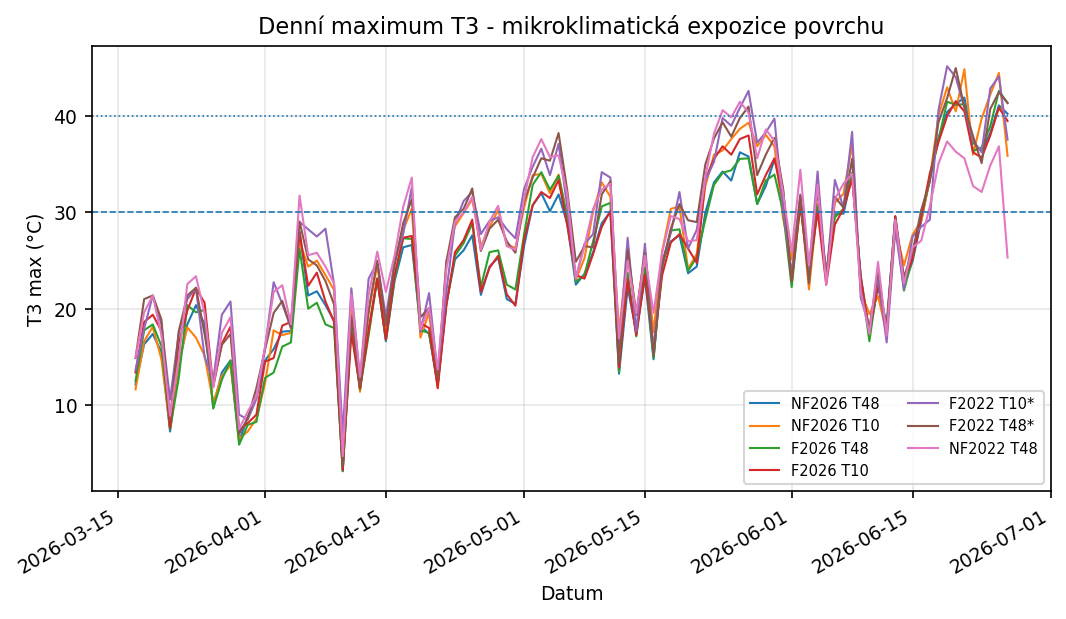 Denní maximum T3 - mikroklimatická expozice povrchu
T3 max (°C)
40
30
20
10
NF2026 T48
NF2026 T10
F2026 T48
F2026 T10
F2022 T10*
F2022 T48*
NF2022 T48
2026-03-15
2026-04-01
2026-04-15
2026-05-01
2026-05-15
2026-06-01
2026-06-15
2026-07-01
Datum